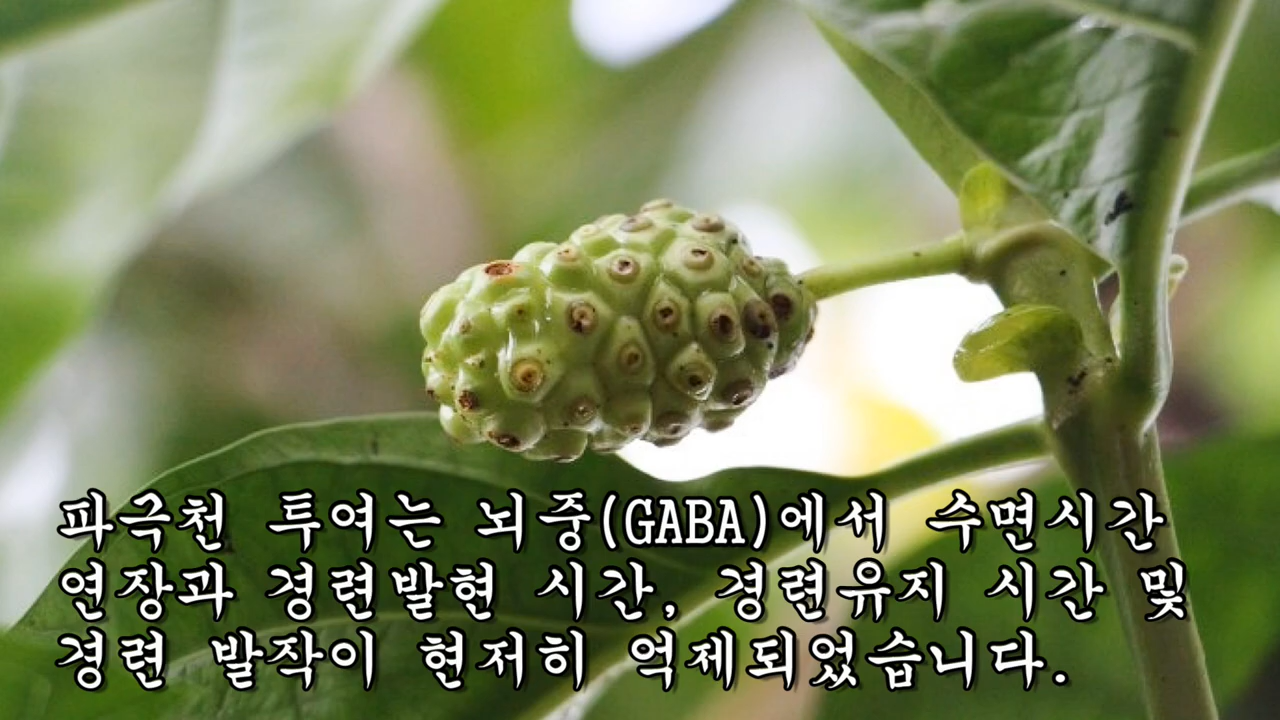 파극천 투여는 뇌중(GABA)에서 수면시간
연장과 경련발현 시간, 경련유지 시간 및
경련 발작이 현저히 억제되었습니다.